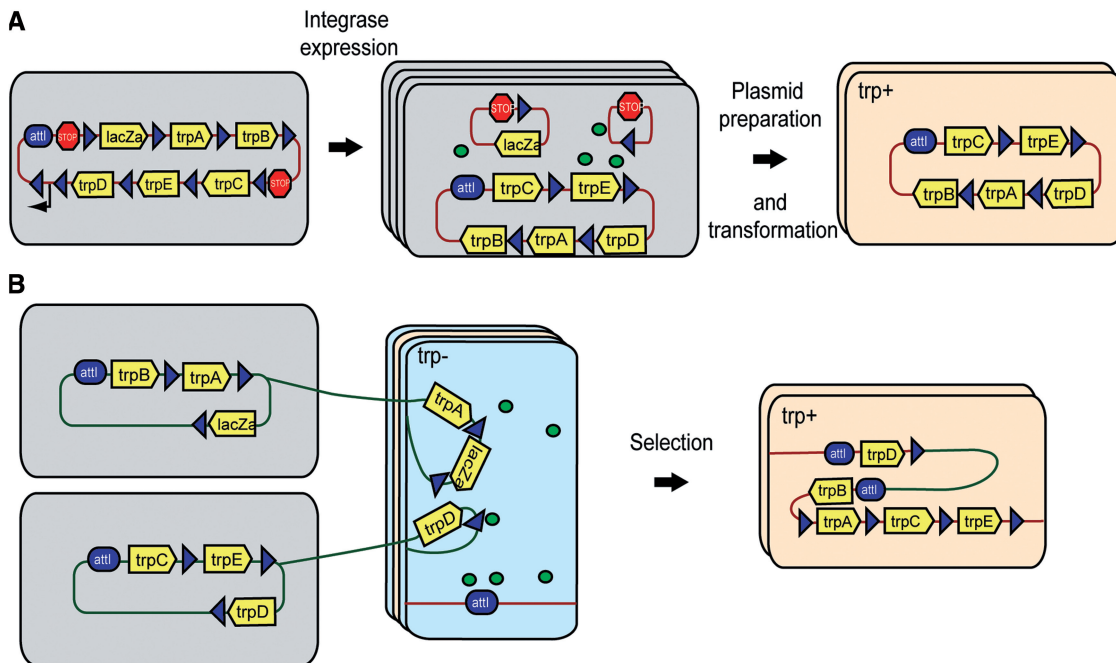 A
Integrase
expression
attI STOP lacZa trpA trpB
trpD trpE trpC STOP
STOP STOP
lacZa
attI trpC trpE
trpB trpA trpD
Plasmid
preparation
and
transformation
trp+
attI trpC trpE
trpB trpA trpD
B
attI trpB trpA
lacZa
attI trpC trpE
trpD
trp-
trpA
lacZa
trpD
attI
Selection
trp+
attI trpD
trpB attI
trpA trpC trpE